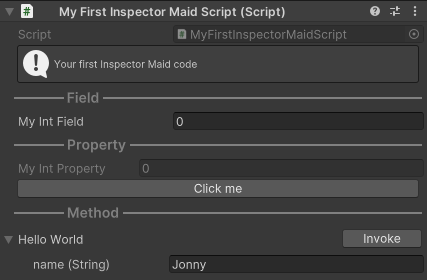 My First Inspector Maid Script (Script)
Script MyFirstInspectorMaidScript
Your first Inspector Maid code
Field
My Int Field 0
Property
My Int Property 0
Click me
Method
Hello World Invoke
name (String) Jonny